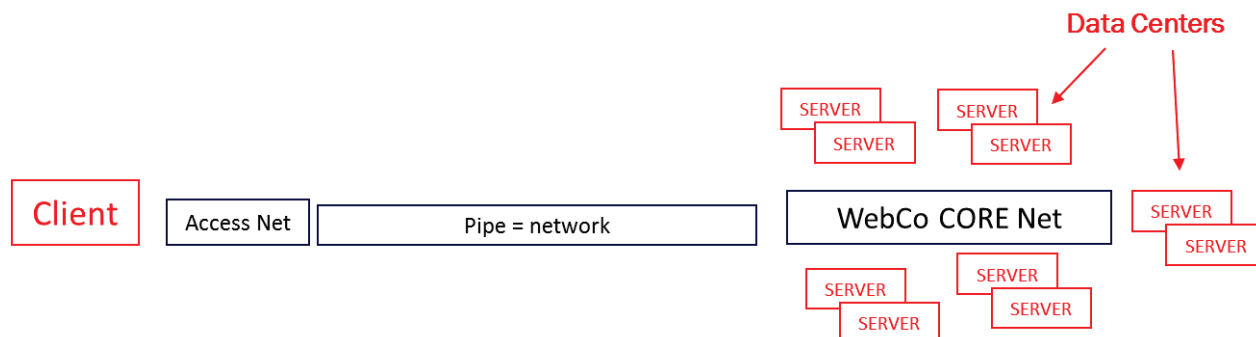 Data Centers
SERVER
SERVER
SERVER
SERVER
Client
Access Net
Pipe = network
WebCo CORE Net
SERVER
SERVER
SERVER
SERVER
SERVER
SERVER